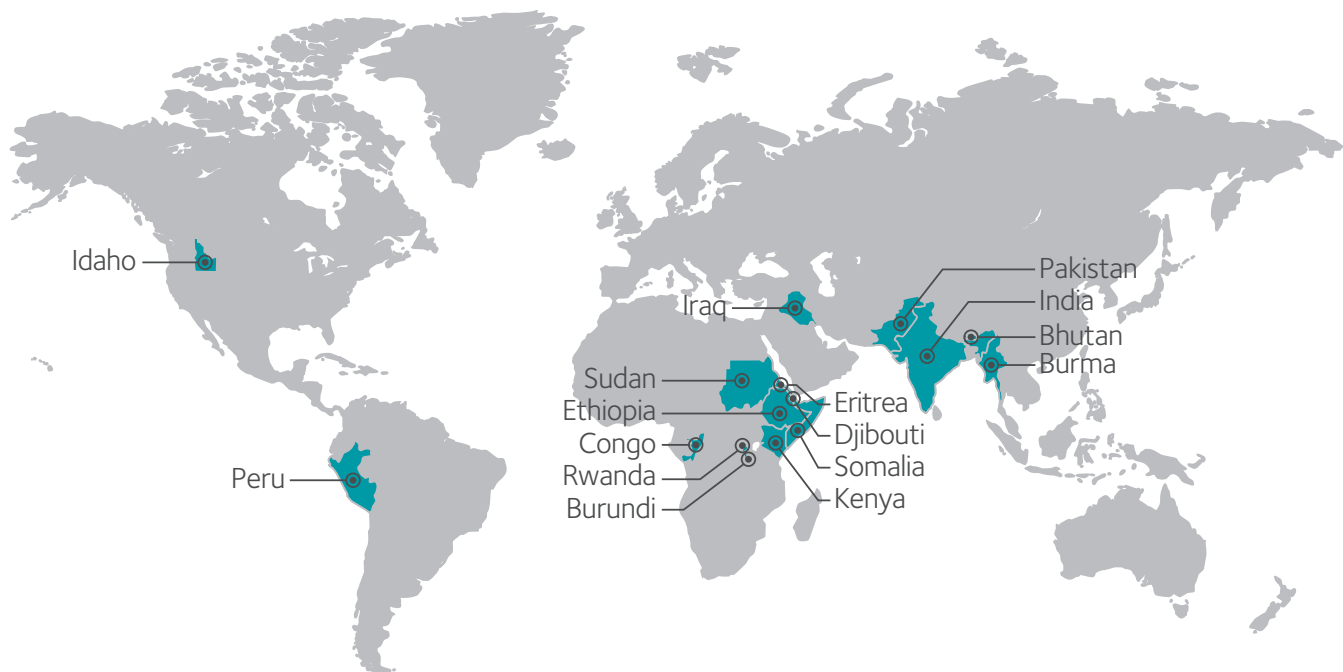 Idaho
Peru
Iraq
Sudan
Ethiopia
Congo
Rwanda
Burundi
Eritrea
Djibouti
Somalia
Kenya
Pakistan
India
Bhutan
Burma